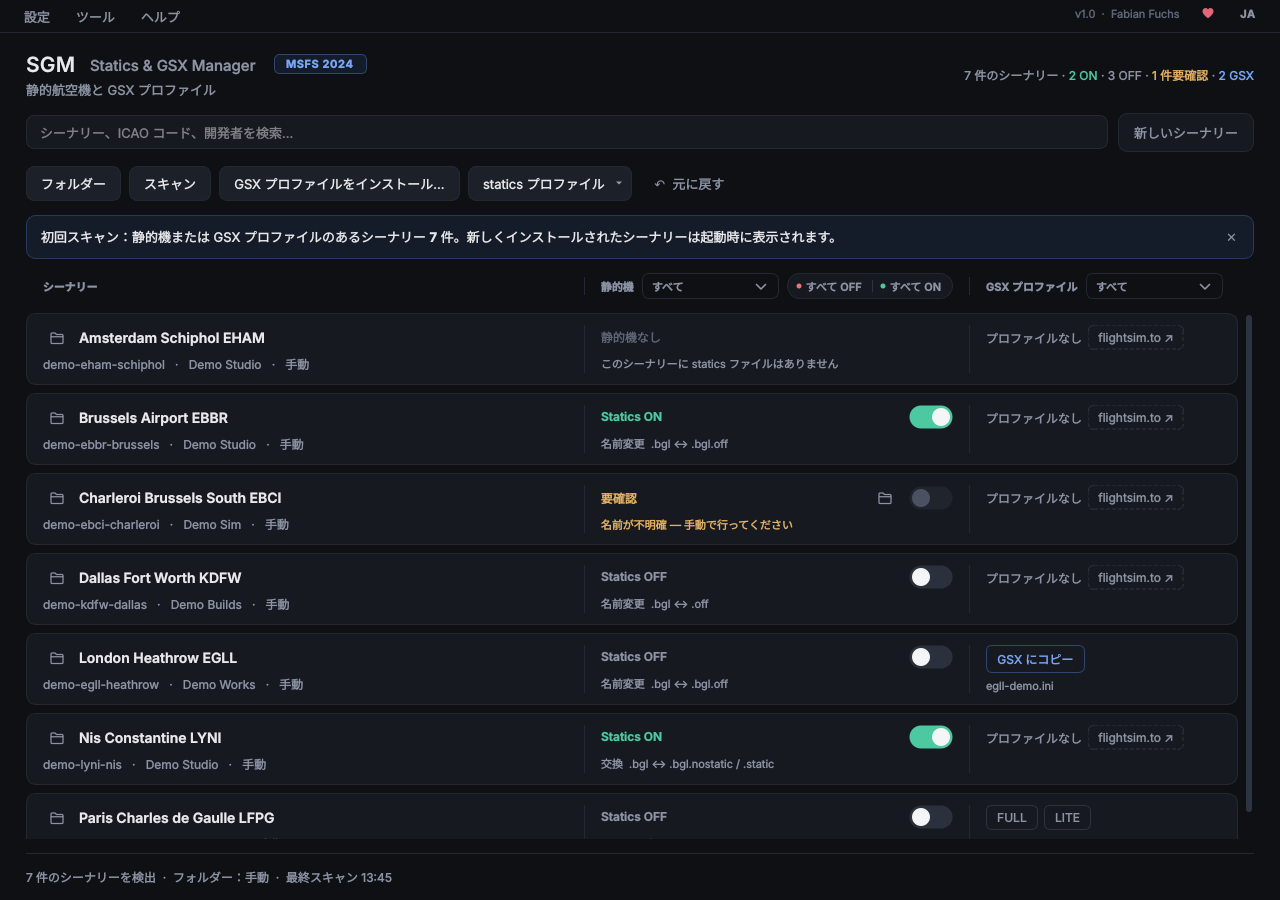 設定 ツール ヘルプ v1.0 · Fabian Fuchs JA
SGM Statics & GSX Manager MSFS 2024
静的航空機と GSX プロファイル
7 件のシーナリー · 2 ON · 3 OFF · 1 件要確認 · 2 GSX
シーナリー、ICAO コード、開発者を検索... 新しいシーナリー
フォルダー スキャン GSX プロファイルをインストール... statics プロファイル 元に戻す
初回スキャン：静的機または GSX プロファイルのあるシーナリー 7 件。新しくインストールされたシーナリーは起動時に表示されます。 ×
シーナリー 静的機 すべて すべて OFF すべて ON GSX プロファイル すべて
Amsterdam Schiphol EHAM 静的機なし プロファイルなし flightsim.to ↗
demo-eham-schiphol · Demo Studio · 手動 このシーナリーに statics ファイルはありません
Brussels Airport EBBR Statics ON プロファイルなし flightsim.to ↗
demo-ebbr-brussels · Demo Studio · 手動 名前変更 .bgl ↔ .bgl.off
Charleroi Brussels South EBCI 要確認 プロファイルなし flightsim.to ↗
demo-ebci-charleroi · Demo Sim · 手動 名前が不明確 — 手動で行ってください
Dallas Fort Worth KDFW Statics OFF プロファイルなし flightsim.to ↗
demo-kdfw-dallas · Demo Builds · 手動 名前変更 .bgl ↔ .off
London Heathrow EGLL Statics OFF GSX にコピー
demo-egll-heathrow · Demo Works · 手動 名前変更 .bgl ↔ .bgl.off egll-demo.ini
Nis Constantine LYNI Statics ON プロファイルなし flightsim.to ↗
demo-lyni-nis · Demo Studio · 手動 交換 .bgl ↔ .bgl.nostatic / .static
Paris Charles de Gaulle LFPG Statics OFF FULL LITE
7 件のシーナリーを検出 · フォルダー：手動 · 最終スキャン 13:45